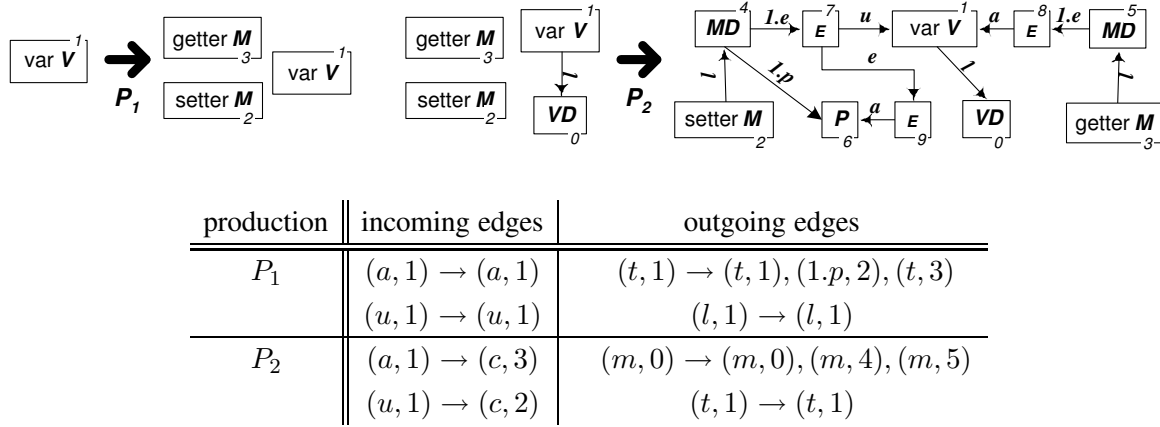 var V 1
P1
getter M 3
setter M 2
var V 1
getter M 3
setter M 2
var V 1
l
VD 0
P2
MD 4
1.e
E 7
u
var V 1
a
E 8
1.e
MD 5
e
l
1.p
l
l
setter M 2
P 6
a
E 9
VD 0
getter M 3
production incoming edges outgoing edges
P1 (a, 1) → (a, 1) (t, 1) → (t, 1), (1.p, 2), (t, 3)
(u, 1) → (u, 1) (l, 1) → (l, 1)
P2 (a, 1) → (c, 3) (m, 0) → (m, 0), (m, 4), (m, 5)
(u, 1) → (c, 2) (t, 1) → (t, 1)